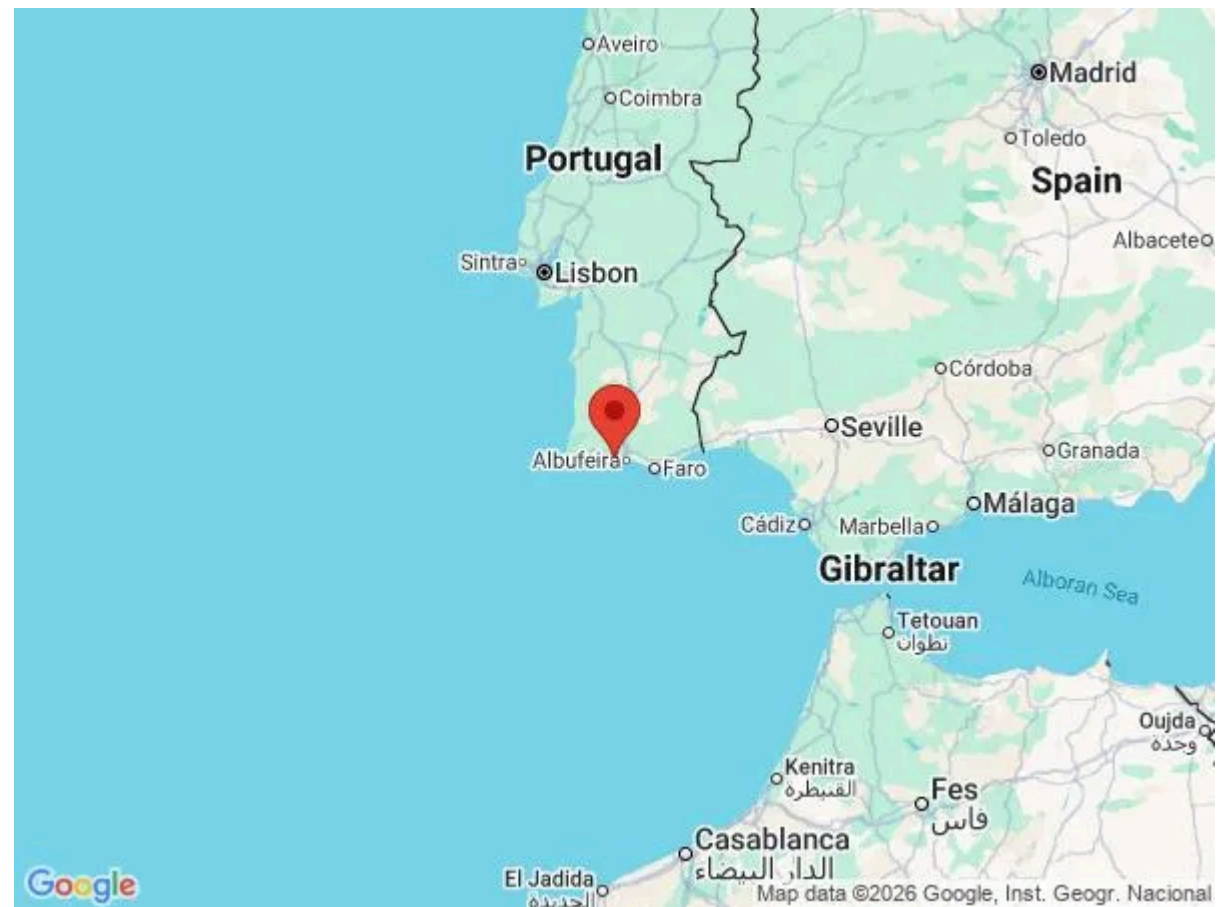 Aveiro
Madrid
Coimbra
Toledo
Portugal
Spain
Albacete
Sintra
Lisbon
Córdoba
Seville
Granada
Albufeira
Faro
Málaga
Cádiz
Marbella
Gibraltar
Alboran Sea
Tetouan
تطوان
Oujda
وجدة
Kenitra
القنيطرة
Fes
فاس
Casablanca
الدار البيضاء
El Jadida
الجديدة
Google
Map data ©2026 Google, Inst. Geogr. Nacional